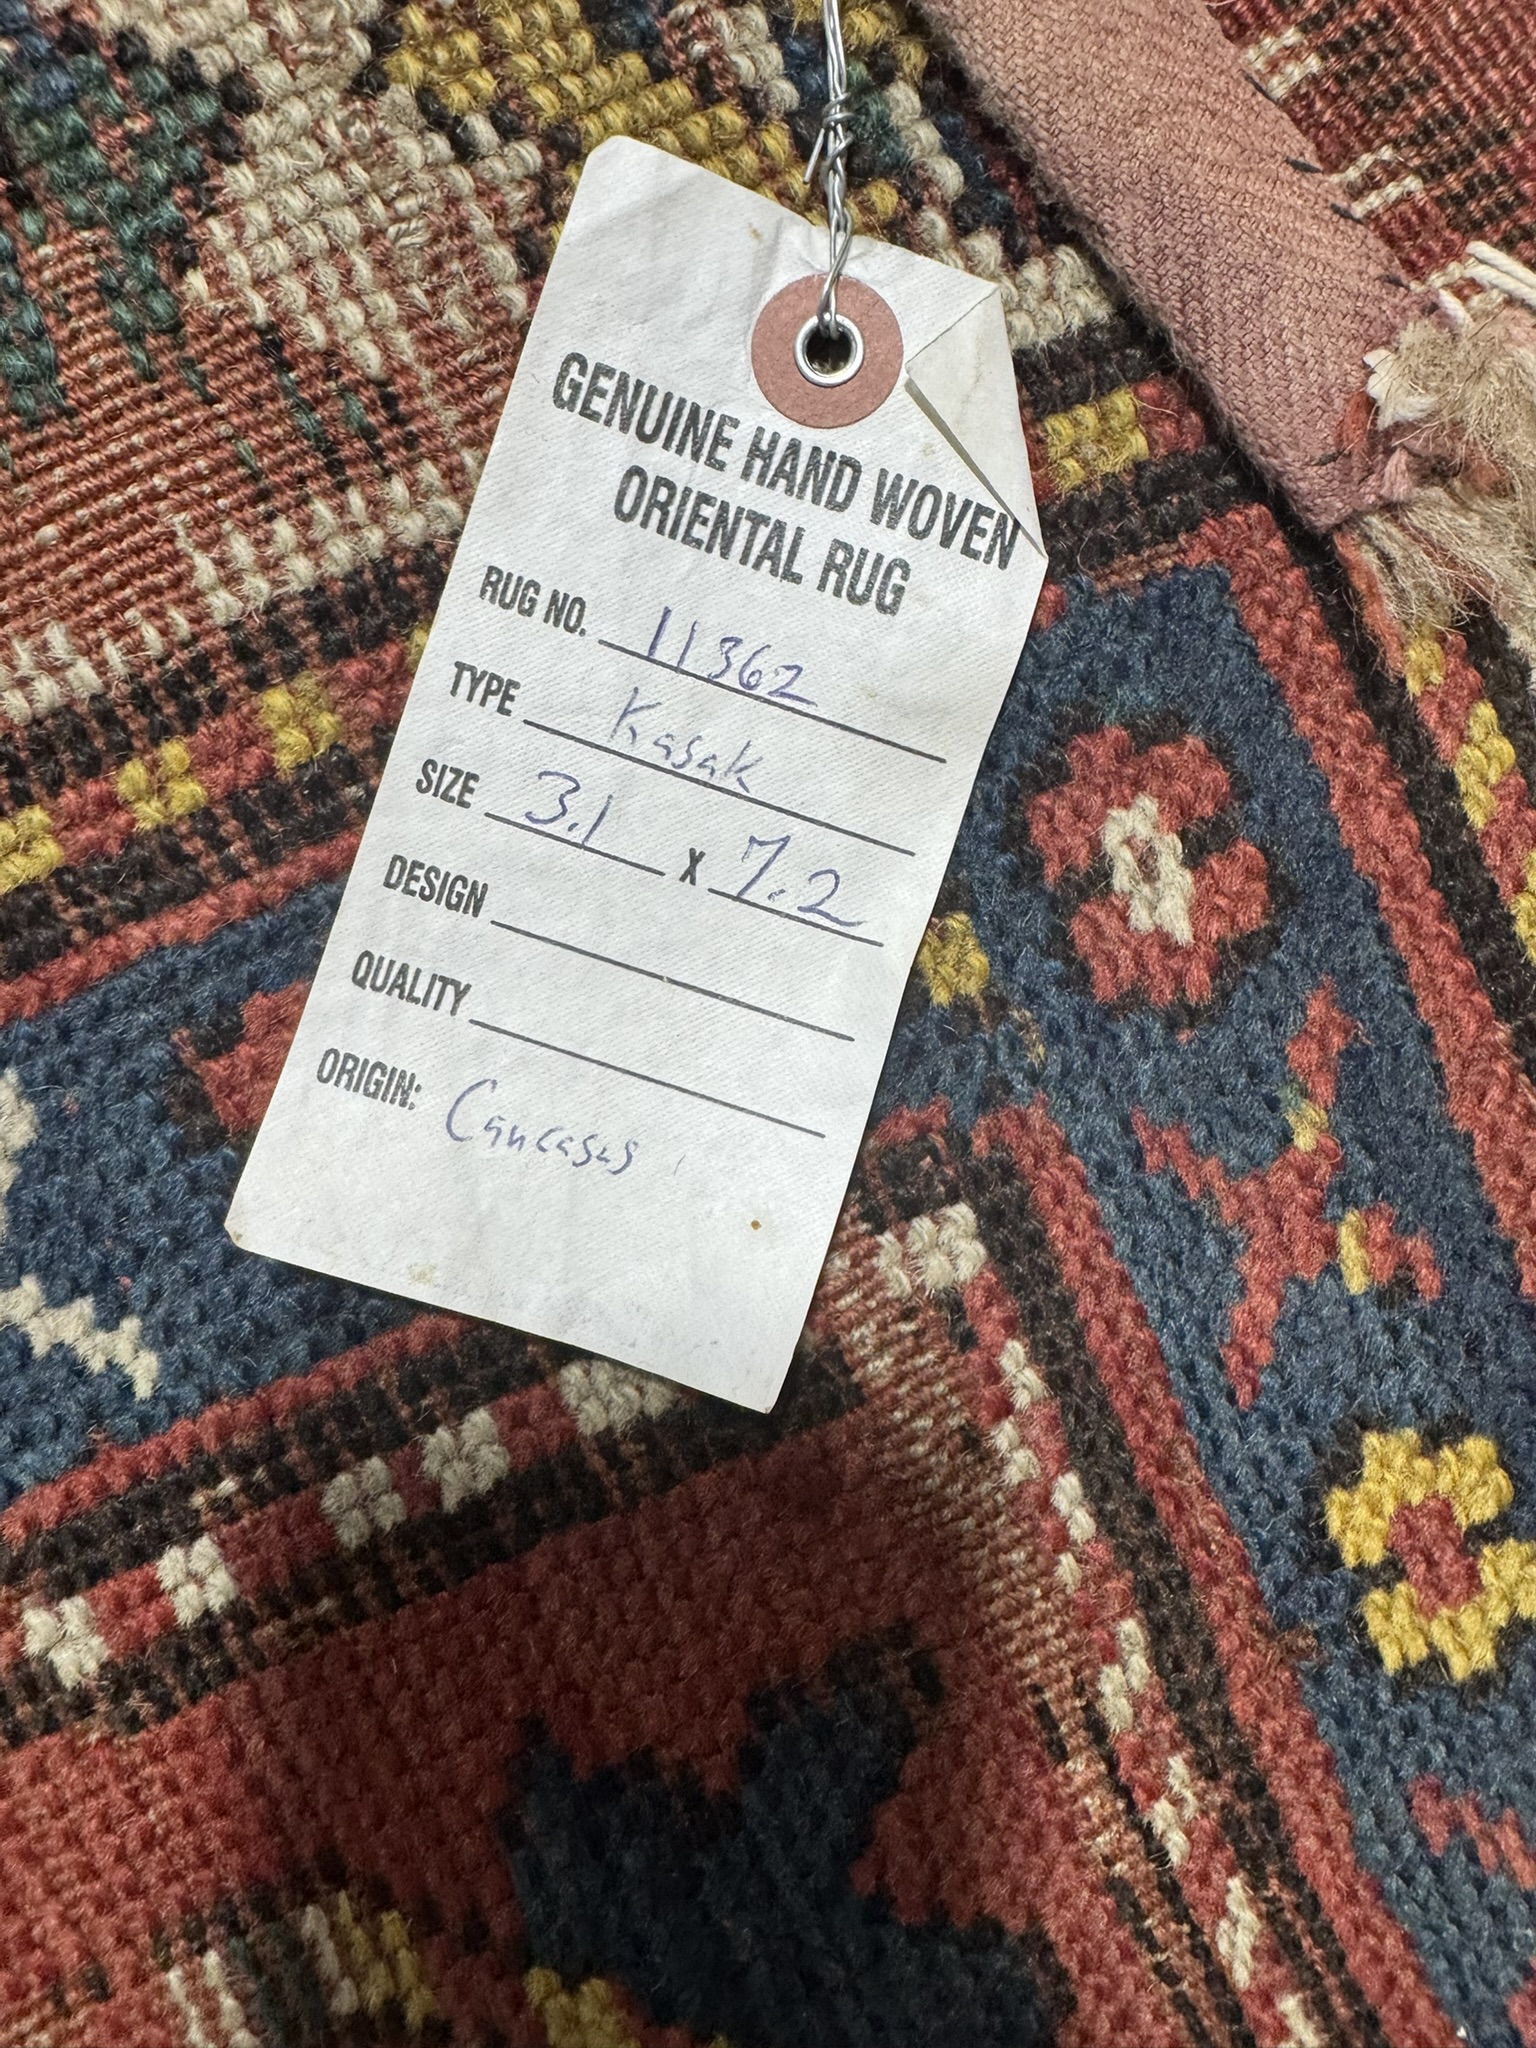 GENUINE HAND WOVEN
ORIENTAL RUG
RUG NO. 11362
TYPE Kasak
SIZE 3.1 X 7.2
DESIGN
QUALITY
ORIGIN: Caucasus